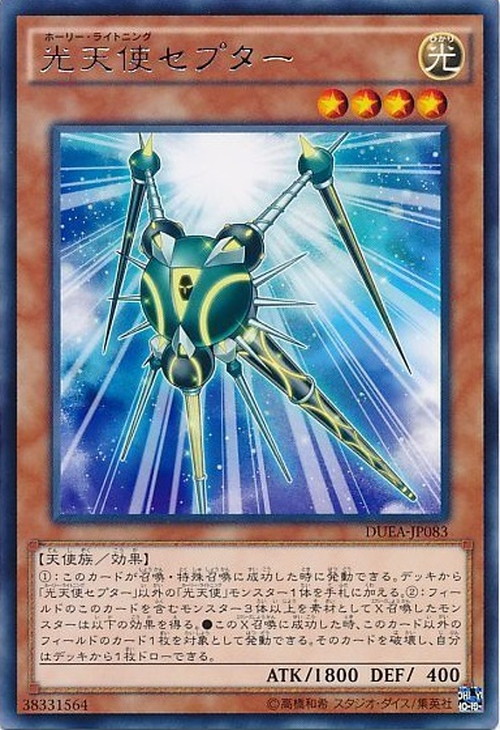 ホーリー・ライトニング
光天使セプター
ひかり
光
DUEA-JP083
【天使族／効果】
①：このカードが召喚・特殊召喚に成功した時に発動できる。デッキから
「光天使セプター」以外の「光天使」モンスター１体を手札に加える。②：フィー
ルドのこのカードを含むモンスター３体以上を素材としてＸ召喚したモン
スターは以下の効果を得る。●このＸ召喚に成功した時、このカード以外の
フィールドのカード１枚を対象として発動できる。そのカードを破壊し、自分
はデッキから１枚ドローできる。
ATK/1800 DEF/ 400
38331564
©高橋和希 スタジオ・ダイス/集英社